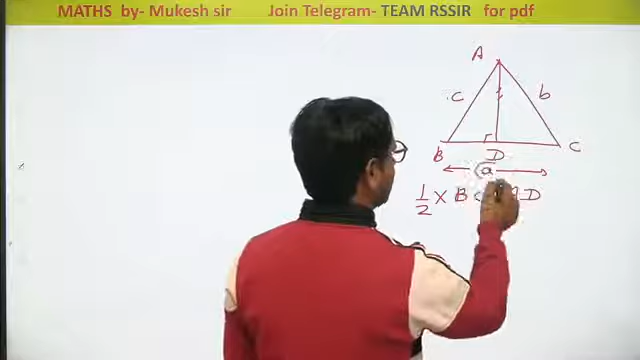 MATHS by- Mukesh sir Join Telegram- TEAM RSSIR for pdf
A
c b
B D C
a
1/2 × B D